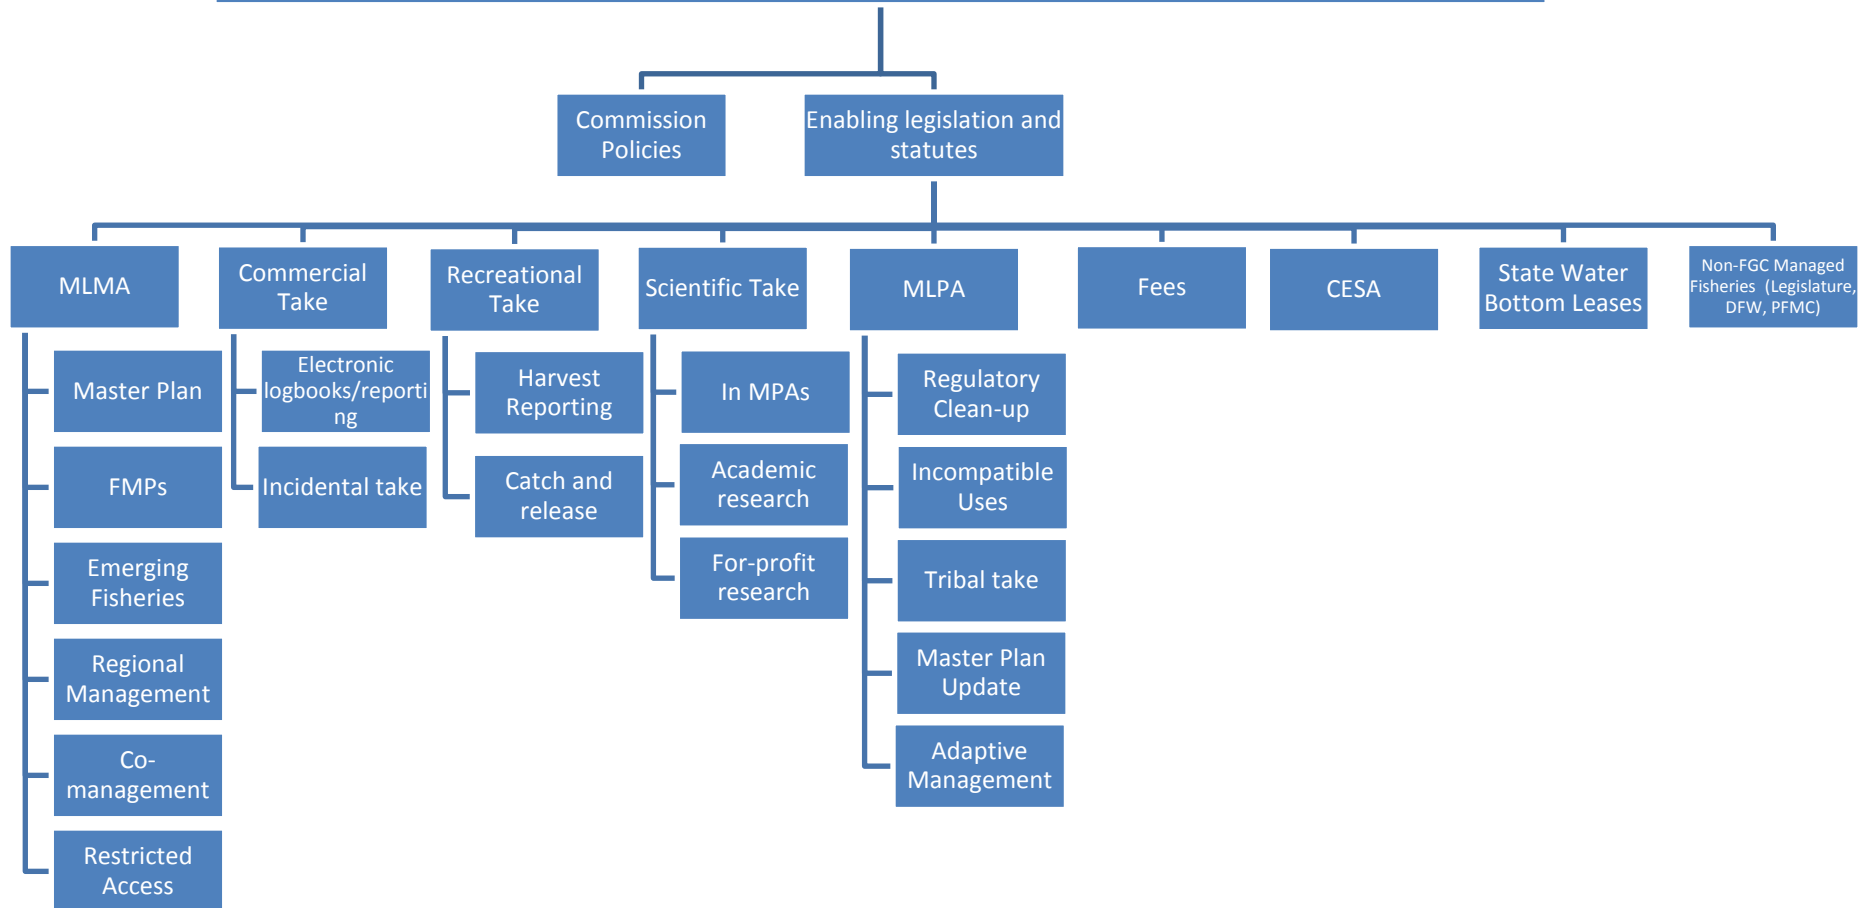 Commission
Policies
Enabling legislation and
statutes
MLMA
Commercial
Take
Recreational
Take
Scientific Take
MLPA
Fees
CESA
State Water
Bottom Leases
Non-FGC Managed
Fisheries (Legislature,
DFW, PFMC)
Master Plan
FMPs
Emerging
Fisheries
Regional
Management
Co-
management
Restricted
Access
Electronic
logbooks/reporti
ng
Incidental take
Harvest
Reporting
Catch and
release
In MPAs
Academic
research
For-profit
research
Regulatory
Clean-up
Incompatible
Uses
Tribal take
Master Plan
Update
Adaptive
Management